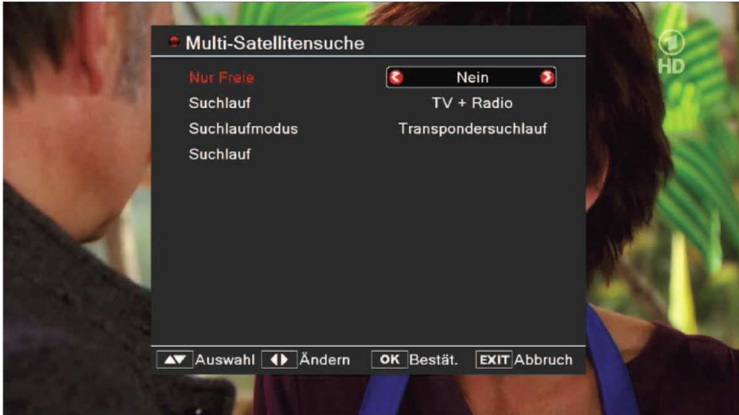 Multi-Satellitensuche
1
HD
Nur Freie Nein
Suchlauf TV + Radio
Suchlaufmodus Transpondersuchlauf
Suchlauf
Auswahl Ändern OK Bestät. EXIT Abbruch